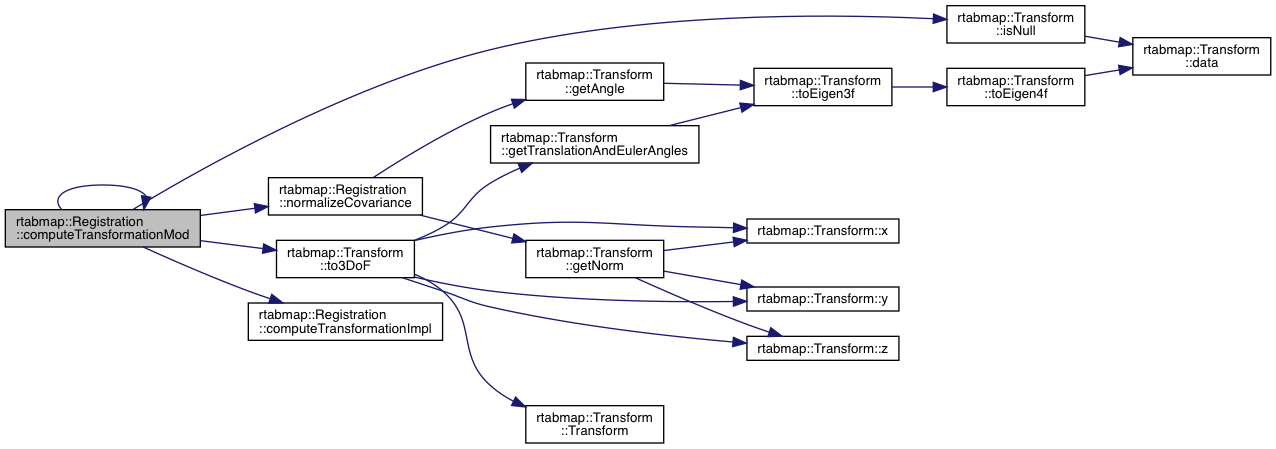 rtabmap::Registration
::computeTransformationMod
rtabmap::Registration
::normalizeCovariance
rtabmap::Transform
::to3DoF
rtabmap::Registration
::computeTransformationImpl
rtabmap::Transform
::getAngle
rtabmap::Transform
::getTranslationAndEulerAngles
rtabmap::Transform
::getNorm
rtabmap::Transform
::Transform
rtabmap::Transform
::toEigen3f
rtabmap::Transform::x
rtabmap::Transform::y
rtabmap::Transform::z
rtabmap::Transform
::isNull
rtabmap::Transform
::toEigen4f
rtabmap::Transform
::data